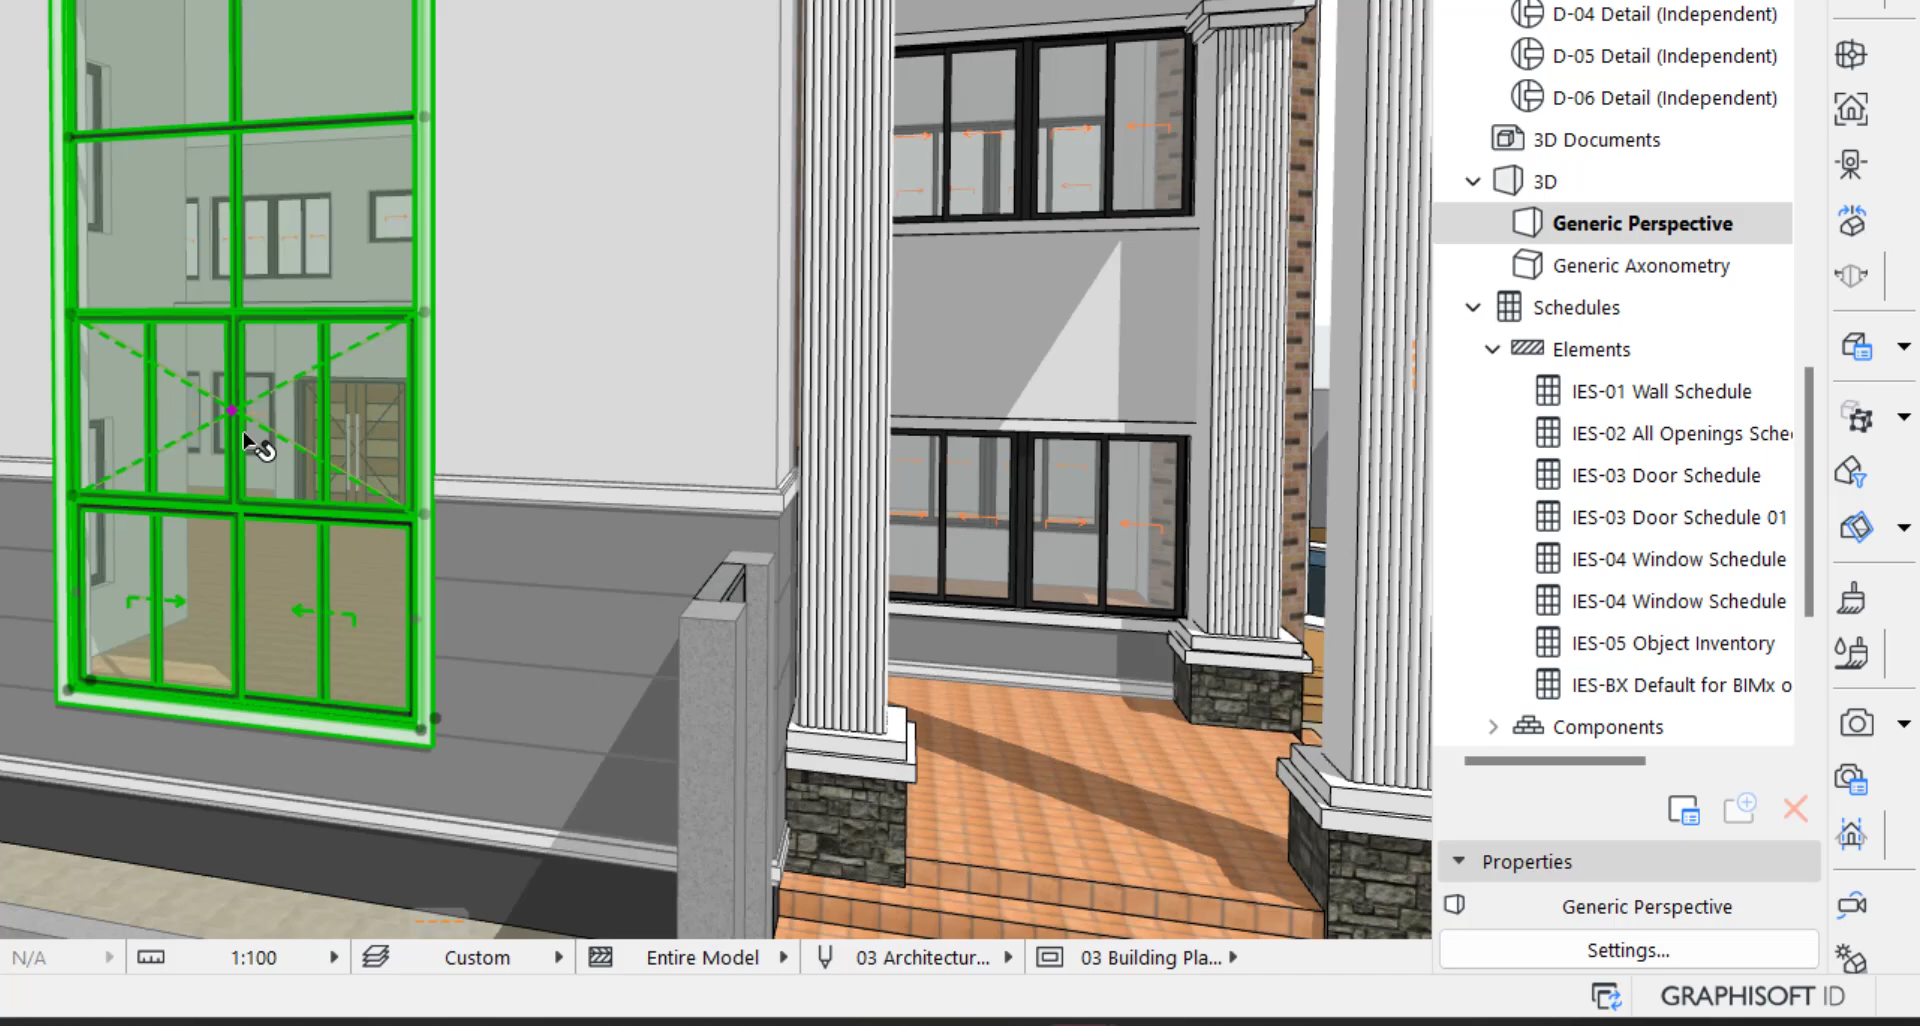 D-04 Detail (Independent)
D-05 Detail (Independent)
D-06 Detail (Independent)
3D Documents
3D
Generic Perspective
Generic Axonometry
Schedules
Elements
IES-01 Wall Schedule
IES-02 All Openings Sche
IES-03 Door Schedule
IES-03 Door Schedule 01
IES-04 Window Schedule
IES-04 Window Schedule
IES-05 Object Inventory
IES-BX Default for BIMx o
Components
Properties
Generic Perspective
Settings...
N/A 1:100 Custom Entire Model 03 Architectur... 03 Building Pla...
GRAPHISOFT ID